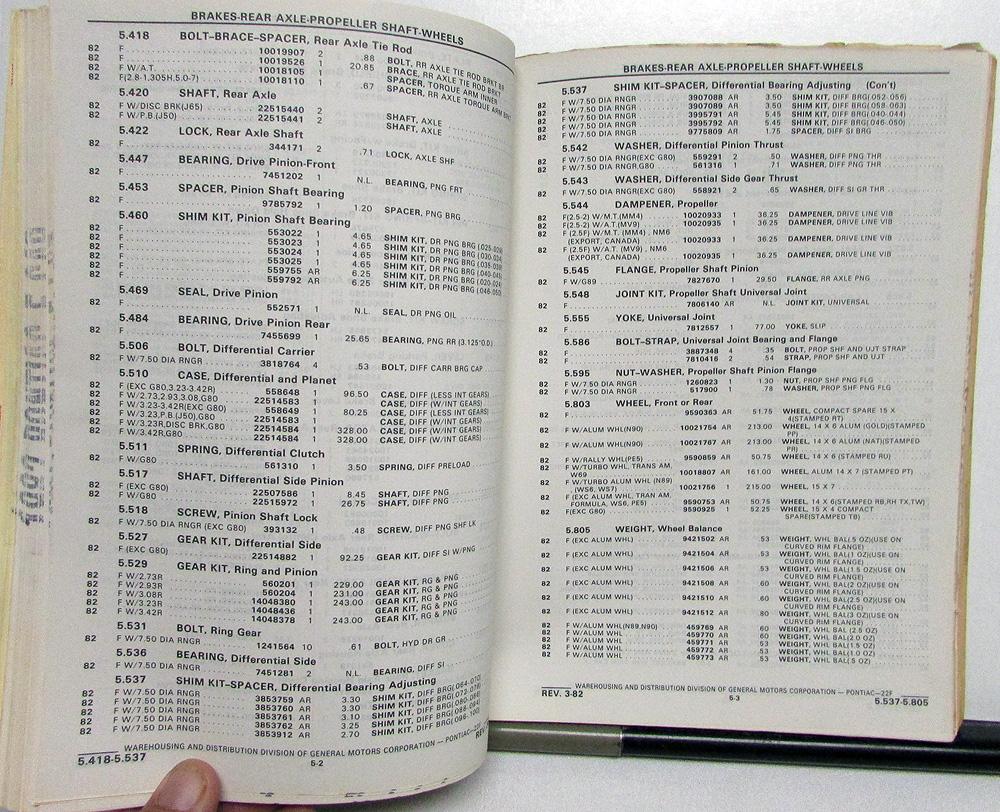 BRAKES-REAR AXLE-PROPELLER SHAFT-WHEELS
5.418 BOLT–BRACE–SPACER, Rear Axle Tie Rod
82 F 10019907 2 .88 BOLT, RR AXLE TIE ROD BRKT
82 F 10019526 1 20.85 BRACE, RR AXLE TIE ROD BRKT
82 F W/A.T. 10018105 1 SPACER, TORQUE ARM INNER
82 F(2.8-1.305H,5.0-7) 10018110 1 .67 SPACER, RR AXLE TORQUE ARM BRKT
5.420 SHAFT, Rear Axle
82 F W/DISC BRK(J65) 22515440 2 SHAFT, AXLE
82 F W/P.B.(J50) 22515441 2 SHAFT, AXLE
5.422 LOCK, Rear Axle Shaft
82 F 344171 2 .71 LOCK, AXLE SHF
5.447 BEARING, Drive Pinion-Front
82 F 7451202 1 N.L. BEARING, PNG FRT
5.453 SPACER, Pinion Shaft Bearing
82 F 9785792 1 1.20 SPACER, PNG BRG
5.460 SHIM KIT, Pinion Shaft Bearing
82 F 553022 1 4.65 SHIM KIT, DR PNG BRG (.025-029)
82 F 553023 1 4.65 SHIM KIT, DR PNG BRG (.030-034)
82 F 553024 1 4.65 SHIM KIT, DR PNG BRG (.035-039)
82 F 553025 1 4.65 SHIM KIT, DR PNG BRG (.040-045)
82 F 559755 AR 6.25 SHIM KIT, DR PNG BRG (.020-024)
82 F 559792 AR 6.25 SHIM KIT, DR PNG BRG (.046-050)
5.469 SEAL, Drive Pinion
82 F 552571 1 N.L. SEAL, DR PNG OIL
5.484 BEARING, Drive Pinion Rear
82 F 7455699 1 25.65 BEARING, PNG RR (3.125"0.D.)
5.506 BOLT, Differential Carrier
82 F W/7.50 DIA RNGR 3818764 4 .53 BOLT, DIFF CARR BRG CAP
5.510 CASE, Differential and Planet
82 F (EXC G80,3.23-3.42R) 558648 1 96.50 CASE, DIFF (LESS INT GEARS)
82 F W/2.73,2.93,3.08,G80 22514583 1 CASE, DIFF (W/INT GEARS)
82 F W/3.23-3.42R(EXC G80) 558649 1 80.25 CASE, DIFF (LESS INT GEARS)
82 F W/3.23,P.B.(J50),G80 22514583 1 CASE, DIFF (W/INT GEARS)
82 F W/3.23R,DISC BRK,G80 22514584 1 328.00 CASE, DIFF (W/INT GEARS)
82 F W/3.42R,G80 22514584 1 328.00 CASE, DIFF (W/INT GEARS)
5.511 SPRING, Differential Clutch
82 F W/G80 561310 1 3.50 SPRING, DIFF PRELOAD
5.517 SHAFT, Differential Side Pinion
82 F (EXC G80) 22507586 1 8.45 SHAFT, DIFF PNG
82 F W/G80 22515972 1 26.75 SHAFT, DIFF PNG
5.518 SCREW, Pinion Shaft Lock
82 F W/7.50 DIA RNGR (EXC G80) 393132 1 .48 SCREW, DIFF PNG SHF LK
5.527 GEAR KIT, Differential Side
82 F (EXC G80) 22514882 1 92.25 GEAR KIT, DIFF SI W/PNG
5.529 GEAR KIT, Ring and Pinion
82 F W/2.73R 560201 1 229.00 GEAR KIT, RG & PNG
82 F W/2.93R 560204 1 231.00 GEAR KIT, RG & PNG
82 F W/3.08R 14048380 1 243.00 GEAR KIT, RG & PNG
82 F W/3.23R 14048436 1 GEAR KIT, RG & PNG
82 F W/3.42R 14048378 1 243.00 GEAR KIT, RG & PNG
5.531 BOLT, Ring Gear
82 F W/7.50 DIA RNGR 1241564 10 .61 BOLT, HYD DR GR
5.536 BEARING, Differential Side
82 F W/7.50 DIA RNGR 7451281 2 N.L. BEARING, DIFF SI
5.537 SHIM KIT–SPACER, Differential Bearing Adjusting
82 F W/7.50 DIA RNGR 3853759 AR 3.30 SHIM KIT, DIFF BRG(.064-070)
82 F W/7.50 DIA RNGR 3853760 AR 3.30 SHIM KIT, DIFF BRG(.072-078)
82 F W/7.50 DIA RNGR 3853761 AR 3.10 SHIM KIT, DIFF BRG(.080-086)
82 F W/7.50 DIA RNGR 3853762 AR 3.25 SHIM KIT, DIFF BRG(.088-094)
82 F W/7.50 DIA RNGR 3853912 AR 2.70 SHIM KIT, DIFF BRG(.096-100)
WAREHOUSING AND DISTRIBUTION DIVISION OF GENERAL MOTORS CORPORATION — PONTIAC—22F
5.418-5.537
5-2
BRAKES-REAR AXLE-PROPELLER SHAFT-WHEELS
5.537 SHIM KIT–SPACER, Differential Bearing Adjusting (Con't)
82 F W/7.50 DIA RNGR 3907088 AR 3.50 SHIM KIT, DIFF BRG(.052-056)
82 F W/7.50 DIA RNGR 3907089 AR 3.50 SHIM KIT, DIFF BRG(.058-063)
82 F W/7.50 DIA RNGR 3995791 AR 5.45 SHIM KIT, DIFF BRG(.040-044)
82 F W/7.50 DIA RNGR 3995792 AR 5.45 SHIM KIT, DIFF BRG(.046-050)
82 F W/7.50 DIA RNGR 9775809 AR 1.75 SPACER, DIFF SI BRG
5.542 WASHER, Differential Pinion Thrust
82 F W/7.50 DIA RNGR(EXC G80) 559291 2 .50 WASHER, DIFF PNG THR
82 F W/7.50 DIA RNGR,G80 561316 1 .71 WASHER, DIFF PNG THR
5.543 WASHER, Differential Side Gear Thrust
82 F W/7.50 DIA RNGR(EXC G80) 558921 2 .65 WASHER, DIFF SI GR THR
5.544 DAMPENER, Propeller
82 F(2.5-2) W/M.T.(MM4) 10020933 1 36.25 DAMPENER, DRIVE LINE VIB
82 F(2.5-2) W/A.T.(MV9) 10020935 1 36.25 DAMPENER, DRIVE LINE VIB
82 F (2.5F) W/M.T. (MM4) , NM6
(EXPORT, CANADA) 10020933 1 36.25 DAMPENER, DRIVE LINE VIB
82 F (2.5F) W/A.T. (MV9) , NM6
(EXPORT, CANADA) 10020935 1 36.25 DAMPENER, DRIVE LINE VIB
5.545 FLANGE, Propeller Shaft Pinion
82 F W/G89 7827670 1 29.50 FLANGE, RR AXLE PNG
5.548 JOINT KIT, Propeller Shaft Universal Joint
82 F 7806140 AR N.L. JOINT KIT, UNIVERSAL
5.555 YOKE, Universal Joint
82 F 7812557 1 77.00 YOKE, SLIP
5.586 BOLT–STRAP, Universal Joint Bearing and Flange
82 F 3887348 4 .35 BOLT, PROP SHF AND UJT STRAP
82 F 7810416 2 .54 STRAP, PROP SHF AND UJT
5.595 NUT–WASHER, Propeller Shaft Pinion Flange
82 F W/7.50 DIA RNGR 1260823 1 1.30 NUT, PROP SHF PNG FLG
82 F W/7.50 DIA RNGR 517900 1 .78 WASHER, PROP SHF PNG FLG
5.803 WHEEL, Front or Rear
82 F 9590363 AR 51.75 WHEEL, COMPACT SPARE 15 X
4(STAMPED RT)
82 F W/ALUM WHL(N90) 10021754 AR 213.00 WHEEL, 14 X 6 ALUM (GOLD)(STAMPED
PP)
82 F W/ALUM WHL(N90) 10021767 AR 213.00 WHEEL, 14 X 6 ALUM (NAT)(STAMPED
PR)
82 F W/RALLY WHL(PE5) 9590859 AR 50.75 WHEEL, 14 X 6 (STAMPED RU)
82 F W/TURBO WHL, TRANS AM,
W69 10018807 AR 161.00 WHEEL, ALUM 14 X 7 (STAMPED PT)
82 F W/TURBO ALUM WHL (N89)
(WS6, WS7) 10021756 1 215.00 WHEEL, 15 X 7
82 F (EXC ALUM WHL, TRAN AM,
FORMULA, WS6, PE5) 9590753 AR 50.75 WHEEL, 14 X 6(STAMPED RB,RH TX,TW)
82 F(EXC G80) 9590925 1 52.25 WHEEL, 15 X 4 COMPACT
SPARE(STAMPED TB)
5.805 WEIGHT, Wheel Balance
82 F (EXC ALUM WHL) 9421502 AR .53 WEIGHT, WHL BAL(.5 OZ)(USE ON
CURVED RIM FLANGE)
82 F (EXC ALUM WHL) 9421504 AR .53 WEIGHT, WHL BAL(1 OZ)(USE ON
CURVED RIM FLANGE)
82 F (EXC ALUM WHL) 9421506 AR .53 WEIGHT, WHL BAL(1.5 OZ)(USE ON
CURVED RIM FLANGE)
82 F (EXC ALUM WHL) 9421508 AR .60 WEIGHT, WHL BAL(2 OZ)(USE ON
CURVED RIM FLANGE)
82 F (EXC ALUM WHL) 9421510 AR .60 WEIGHT, WHL BAL(2.5 OZ)(USE ON
CURVED RIM FLANGE)
82 F (EXC ALUM WHL) 9421512 AR .80 WEIGHT, WHL BAL(3 OZ)(USE ON
CURVED RIM FLANGE)
82 F W/ALUM WHL(N89,N90) 459769 AR .60 WEIGHT, WHL BAL (2.5 OZ)
82 F W/ALUM WHL 459770 AR .60 WEIGHT, WHL BAL(2.0 OZ)
82 F W/ALUM WHL 459771 AR .53 WEIGHT, WHL BAL(1.5 OZ)
82 F W/ALUM WHL 459772 AR .53 WEIGHT, WHL BAL(1.0 OZ)
82 F W/ALUM WHL 459773 AR .53 WEIGHT, WHL BAL(.5 OZ)
WAREHOUSING AND DISTRIBUTION DIVISION OF GENERAL MOTORS CORPORATION — PONTIAC—22F
REV. 3-82
5-3
5.537-5.805